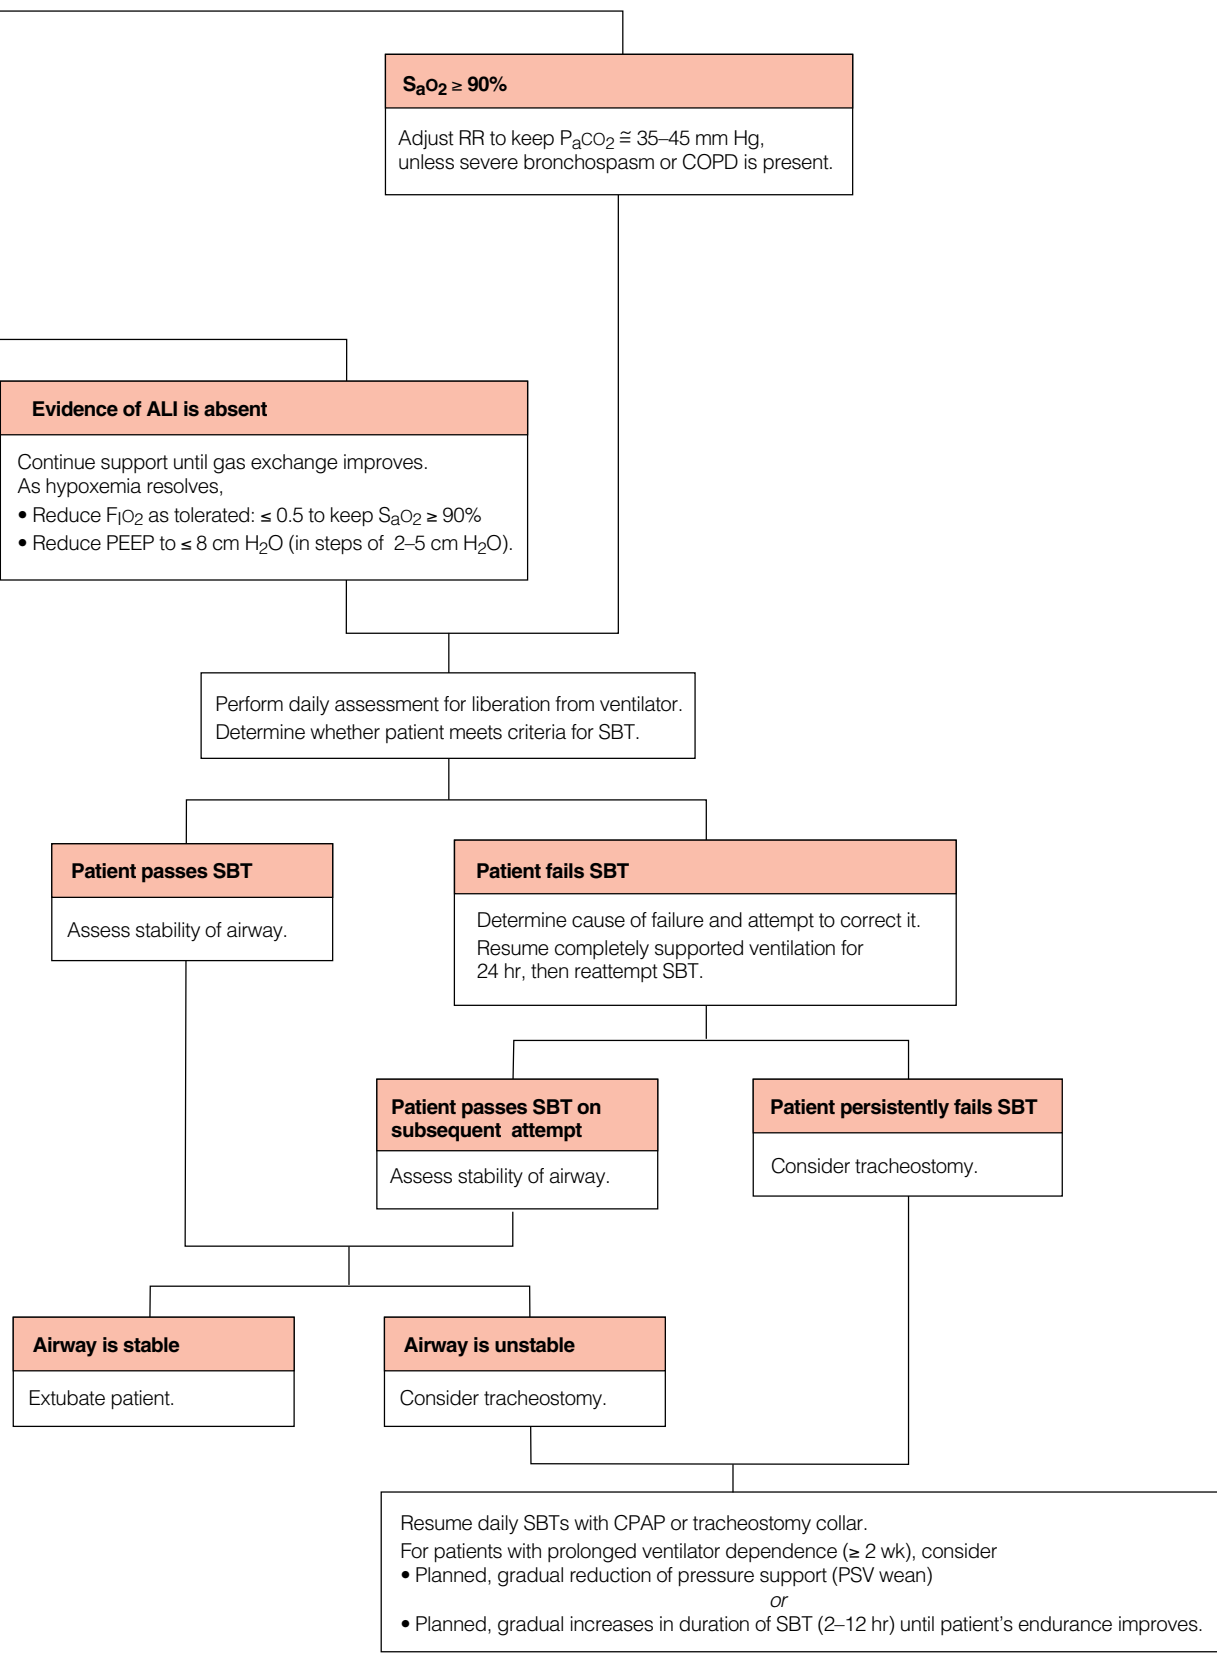 SaO2 ≥ 90%
Adjust RR to keep PaCO2 ≅ 35–45 mm Hg,
unless severe bronchospasm or COPD is present.
Evidence of ALI is absent
Continue support until gas exchange improves.
As hypoxemia resolves,
• Reduce FIO2 as tolerated: ≤ 0.5 to keep SaO2 ≥ 90%
• Reduce PEEP to ≤ 8 cm H2O (in steps of 2–5 cm H2O).
Perform daily assessment for liberation from ventilator.
Determine whether patient meets criteria for SBT.
Patient passes SBT
Assess stability of airway.
Patient fails SBT
Determine cause of failure and attempt to correct it.
Resume completely supported ventilation for
24 hr, then reattempt SBT.
Patient passes SBT on
subsequent attempt
Assess stability of airway.
Patient persistently fails SBT
Consider tracheostomy.
Airway is stable
Extubate patient.
Airway is unstable
Consider tracheostomy.
Resume daily SBTs with CPAP or tracheostomy collar.
For patients with prolonged ventilator dependence (≥ 2 wk), consider
• Planned, gradual reduction of pressure support (PSV wean)
or
• Planned, gradual increases in duration of SBT (2–12 hr) until patient's endurance improves.